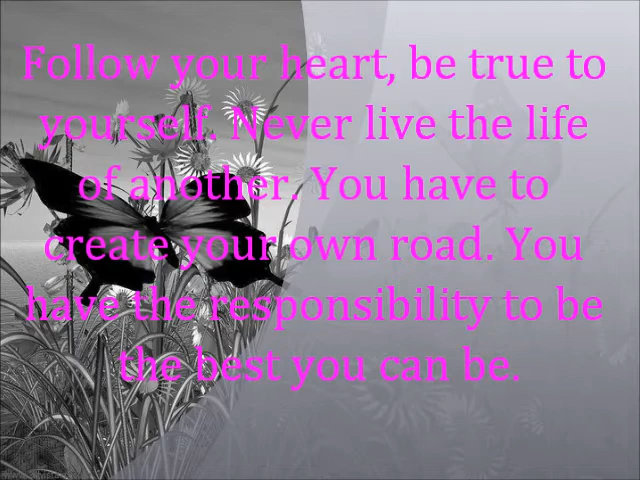 Follow your heart, be true to
yourself. Never live the life
of another. You have to
create your own road. You
have the responsibility to be
the best you can be.